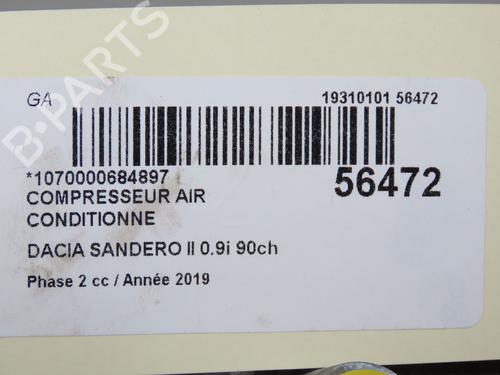 GA 19310101 56472
*1070000684897 56472
COMPRESSEUR AIR
CONDITIONNE
DACIA SANDERO II 0.9i 90ch
Phase 2 cc / Année 2019
B-PARTS